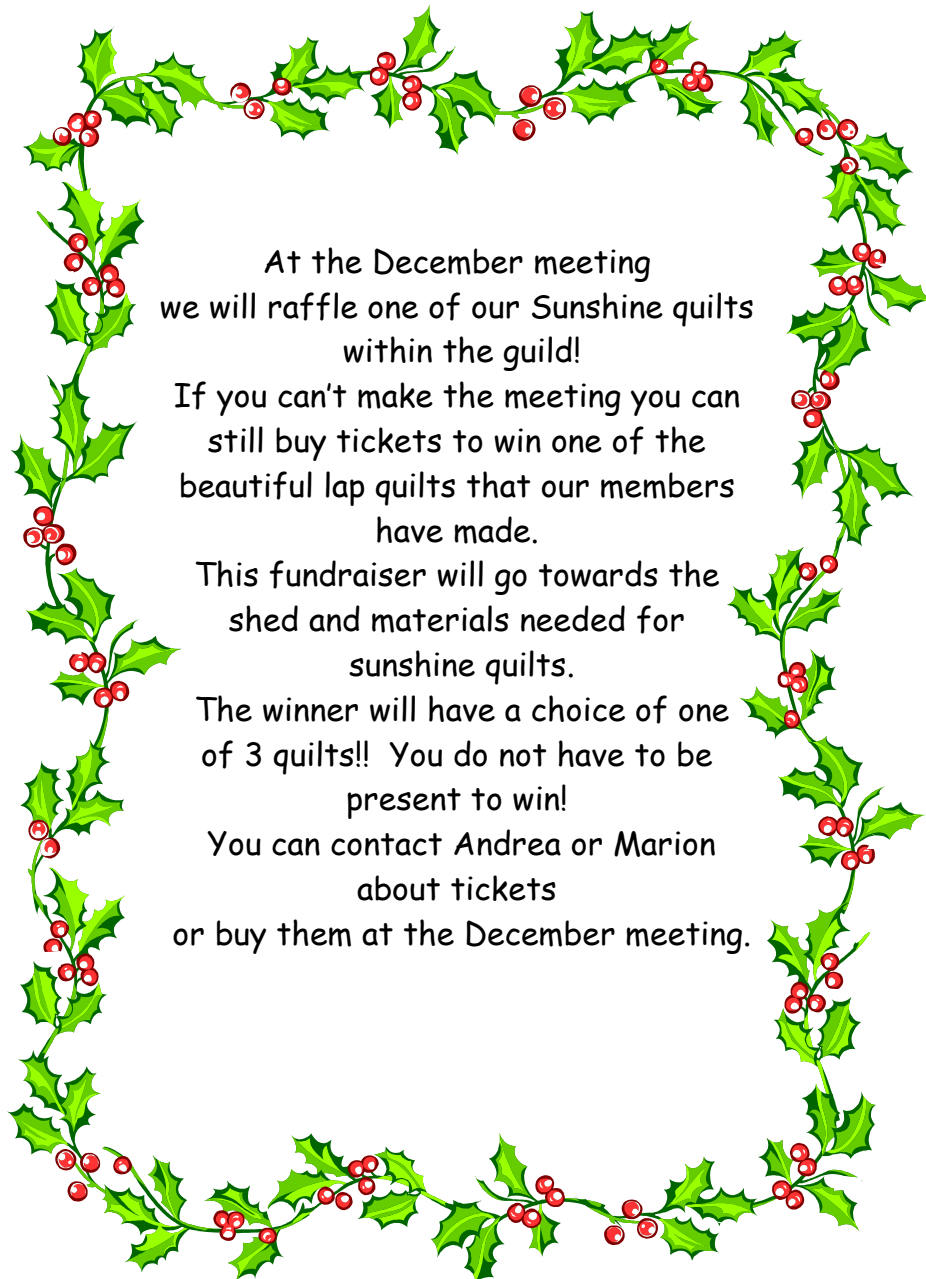 At the December meeting
we will raffle one of our Sunshine quilts
within the guild!
If you can’t make the meeting you can
still buy tickets to win one of the
beautiful lap quilts that our members
have made.
This fundraiser will go towards the
shed and materials needed for
sunshine quilts.
The winner will have a choice of one
of 3 quilts!!  You do not have to be
present to win!
You can contact Andrea or Marion
about tickets
or buy them at the December meeting.